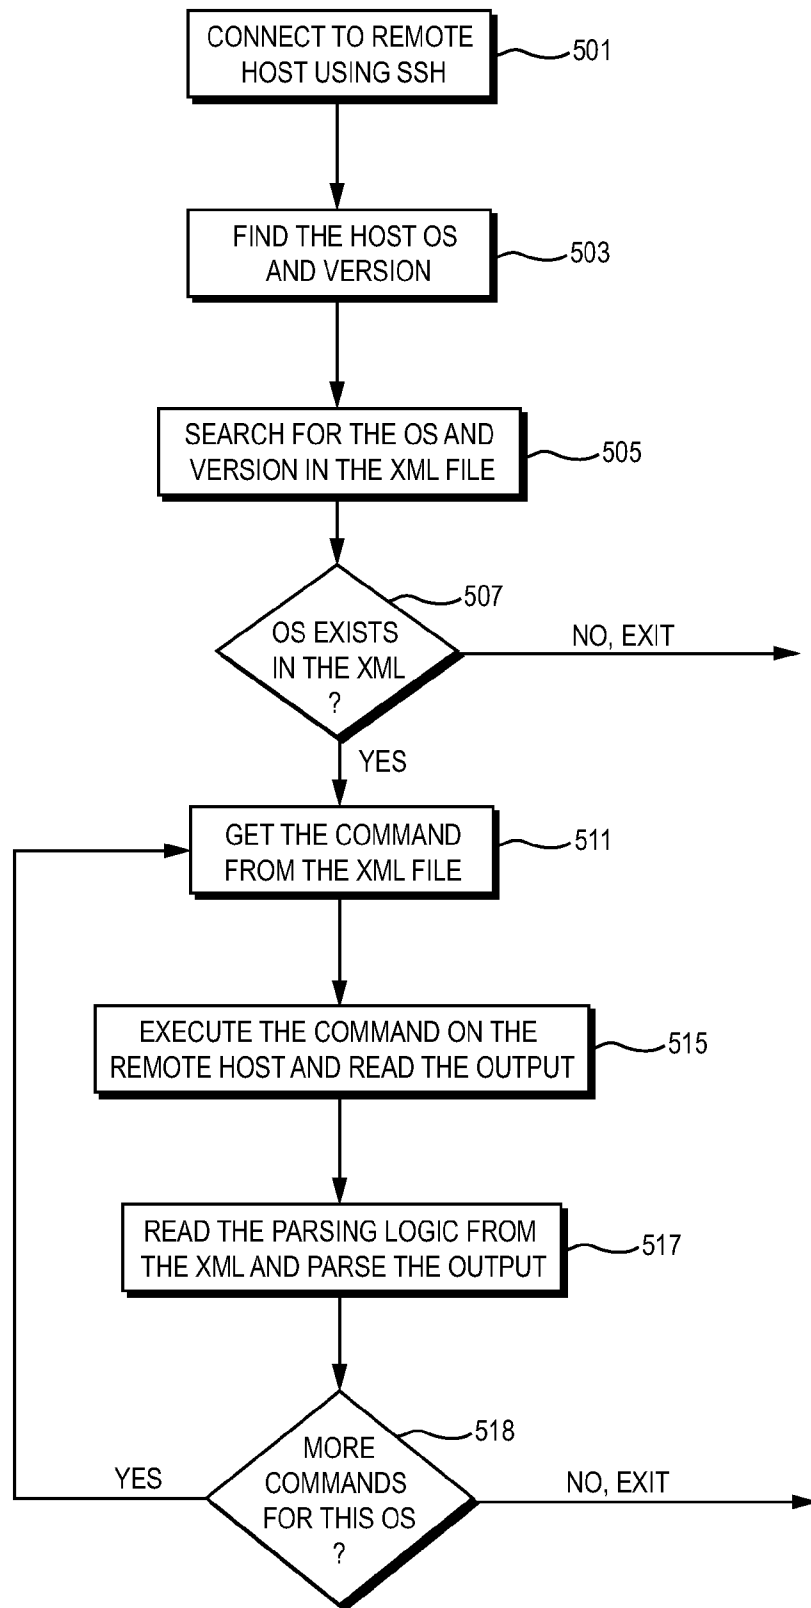 CONNECT TO REMOTE
HOST USING SSH
501
FIND THE HOST OS
AND VERSION
503
SEARCH FOR THE OS AND
VERSION IN THE XML FILE
505
507
OS EXISTS
IN THE XML
?
NO, EXIT
YES
GET THE COMMAND
FROM THE XML FILE
511
EXECUTE THE COMMAND ON THE
REMOTE HOST AND READ THE OUTPUT
515
READ THE PARSING LOGIC FROM
THE XML AND PARSE THE OUTPUT
517
518
MORE
COMMANDS
FOR THIS OS
?
YES
NO, EXIT